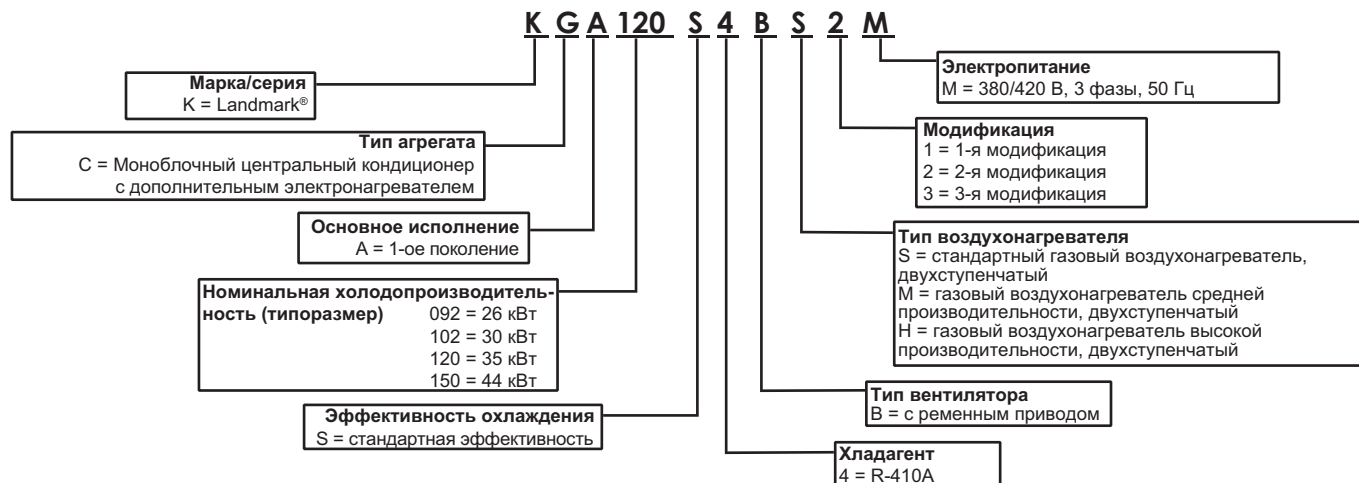 K G A 120 S 4 B S 2 M
Марка/серия
K = Landmark®
Тип агрегата
C = Моноблочный центральный кондиционер
с дополнительным электронагревателем
Основное исполнение
A = 1-ое поколение
Номинальная холодопроизводитель-
ность (типоразмер) 092 = 26 кВт
102 = 30 кВт
120 = 35 кВт
150 = 44 кВт
Эффективность охлаждения
S = стандартная эффективность
Электропитание
M = 380/420 В, 3 фазы, 50 Гц
Модификация
1 = 1-я модификация
2 = 2-я модификация
3 = 3-я модификация
Тип воздухонагревателя
S = стандартный газовый воздухонагреватель,
двухступенчатый
M = газовый воздухонагреватель средней
производительности, двухступенчатый
H = газовый воздухонагреватель высокой
производительности, двухступенчатый
Тип вентилятора
B = с ременным приводом
Хладагент
4 = R-410A